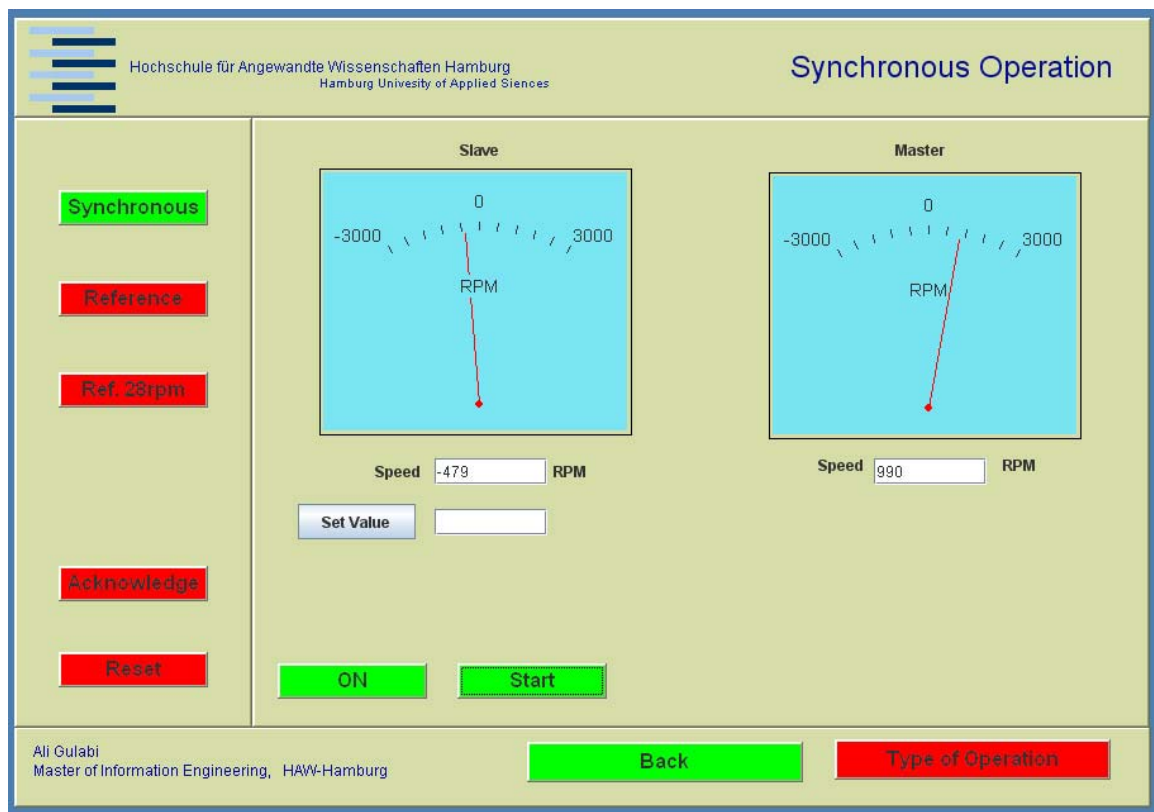 Hochschule für Angewandte Wissenschaften Hamburg
Hamburg Univesity of Applied Siences
Synchronous Operation
Synchronous
Reference
Ref. 28rpm
Acknowledge
Reset
Slave
0
-3000
3000
RPM
Speed
-479
RPM
Set Value
Master
0
-3000
3000
RPM
Speed
990
RPM
ON
Start
Ali Gulabi
Master of Information Engineering, HAW-Hamburg
Back
Type of Operation